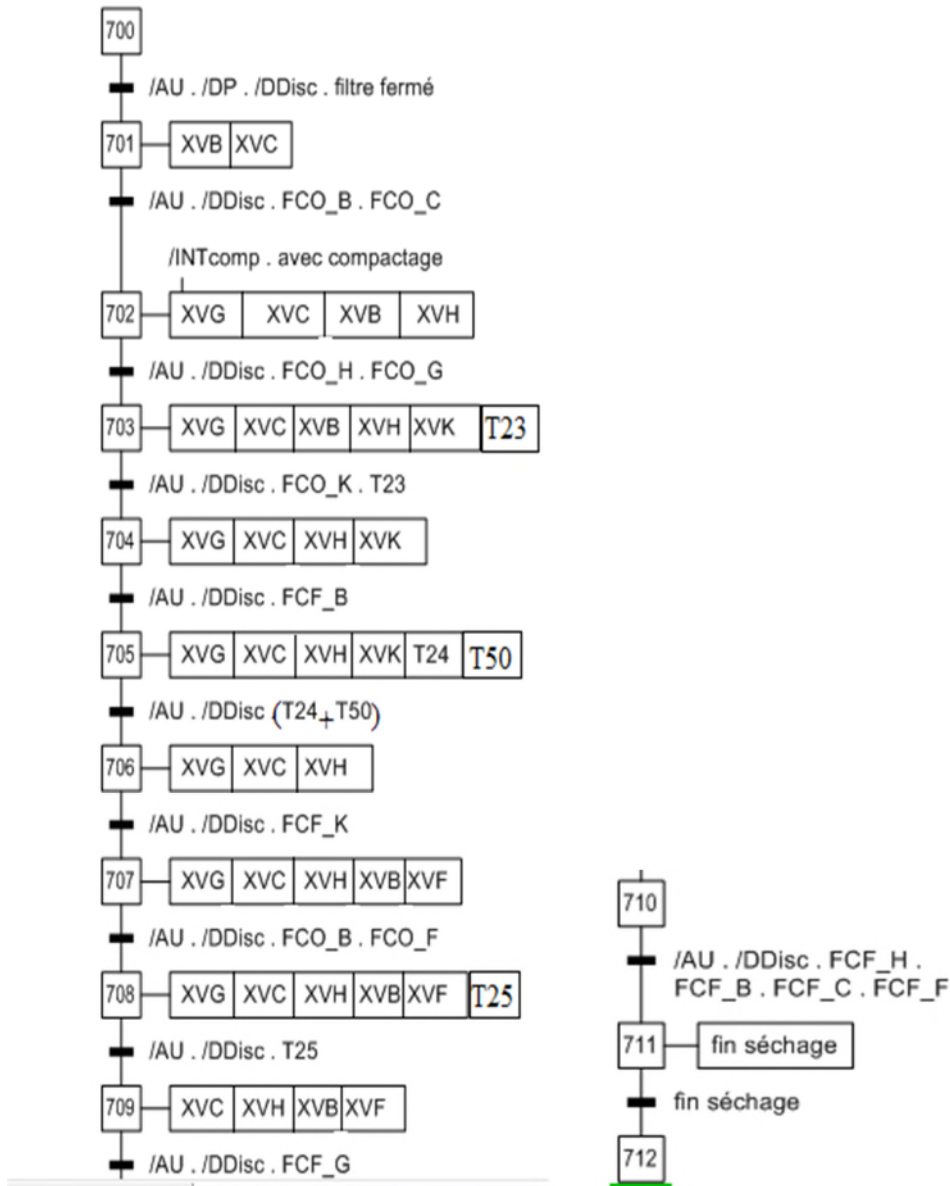 700
/AU . /DP . /DDisc . filtre fermé
701 XVB XVC
/AU . /DDisc . FCO_B . FCO_C
/INTcomp . avec compactage
702 XVG XVC XVB XVH
/AU . /DDisc . FCO_H . FCO_G
703 XVG XVC XVB XVH XVK T23
/AU . /DDisc . FCO_K . T23
704 XVG XVC XVH XVK
/AU . /DDisc . FCF_B
705 XVG XVC XVH XVK T24 T50
/AU . /DDisc (T24+T50)
706 XVG XVC XVH
/AU . /DDisc . FCF_K
707 XVG XVC XVH XVB XVF
/AU . /DDisc . FCO_B . FCO_F
708 XVG XVC XVH XVB XVF T25
/AU . /DDisc . T25
709 XVC XVH XVB XVF
/AU . /DDisc . FCF_G
710
/AU . /DDisc . FCF_H .
FCF_B . FCF_C . FCF_F
711 fin séchage
fin séchage
712